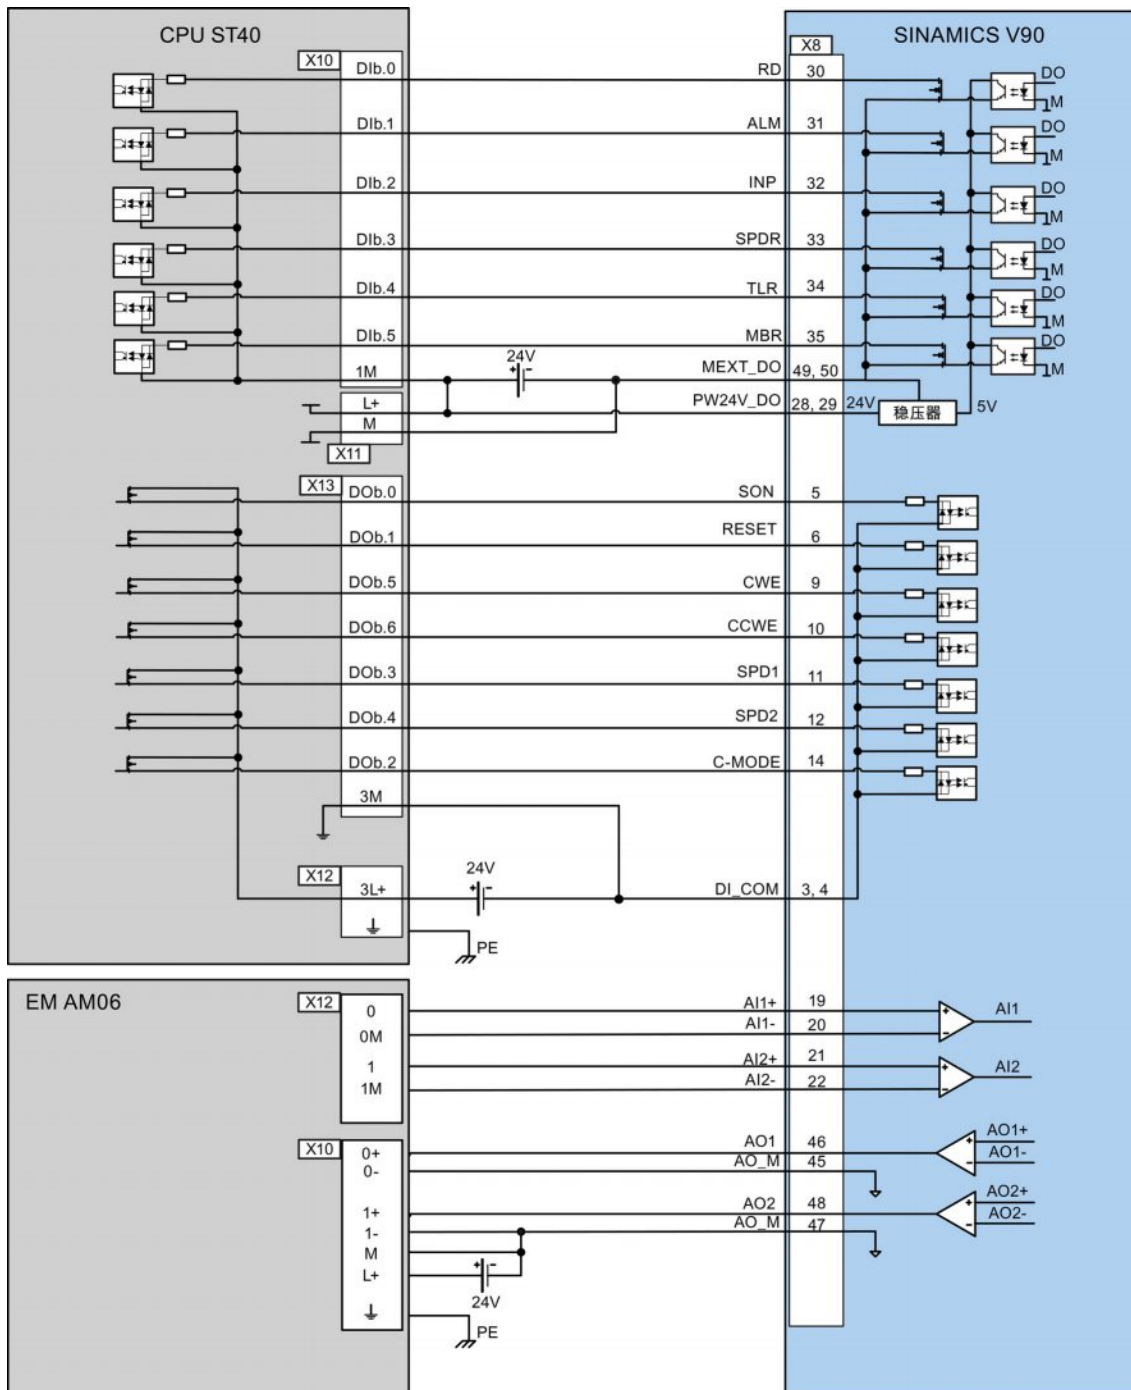 CPU ST40
SINAMICS V90
X10
X8
DIb.0
RD
30
DO
M
DIb.1
ALM
31
DO
M
DIb.2
INP
32
DO
M
DIb.3
SPDR
33
DO
M
DIb.4
TLR
34
DO
M
DIb.5
MBR
35
DO
M
24V
+
-
1M
MEXT_DO
49, 50
L+
PW24V_DO
28, 29
24V
稳压器
5V
M
X11
X13
DOb.0
SON
5
DOb.1
RESET
6
DOb.5
CWE
9
DOb.6
CCWE
10
DOb.3
SPD1
11
DOb.4
SPD2
12
DOb.2
C-MODE
14
3M
X12
24V
+
-
3L+
DI_COM
3, 4
PE
EM AM06
X12
0
AI1+
19
+
-
AI1
0M
AI1-
20
1
AI2+
21
+
-
AI2
1M
AI2-
22
X10
0+
AO1
46
+
-
AO1+
0-
AO_M
45
AO1-
1+
AO2
48
+
-
AO2+
1-
AO_M
47
AO2-
M
L+
+
-
24V
PE